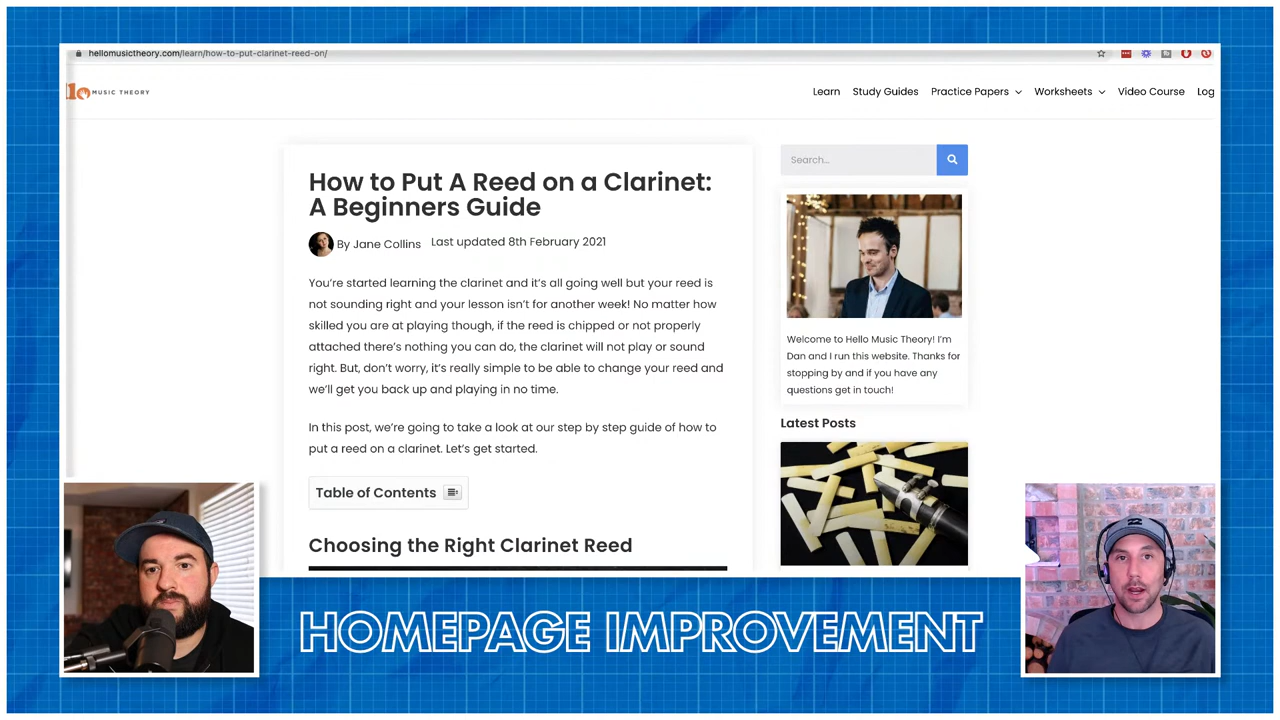 hellomusictheory.com/learn/how-to-put-clarinet-reed-on/
MUSIC THEORY
Learn Study Guides Practice Papers Worksheets Video Course Log
How to Put A Reed on a Clarinet:
A Beginners Guide
By Jane Collins Last updated 8th February 2021
You're started learning the clarinet and it's all going well but your reed is
not sounding right and your lesson isn't for another week! No matter how
skilled you are at playing though, if the reed is chipped or not properly
attached there's nothing you can do, the clarinet will not play or sound
right. But, don't worry, it's really simple to be able to change your reed and
we'll get you back up and playing in no time.
In this post, we're going to take a look at our step by step guide of how to
put a reed on a clarinet. Let's get started.
Table of Contents
Choosing the Right Clarinet Reed
Search...
Welcome to Hello Music Theory! I'm
Dan and I run this website. Thanks for
stopping by and if you have any
questions get in touch!
Latest Posts
HOMEPAGE IMPROVEMENT